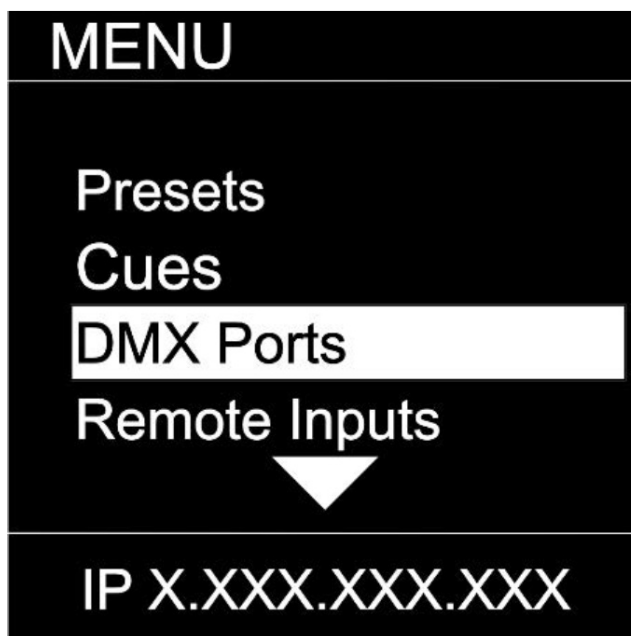 MENU
Presets
Cues
DMX Ports
Remote Inputs
IP X.XXX.XXX.XXX